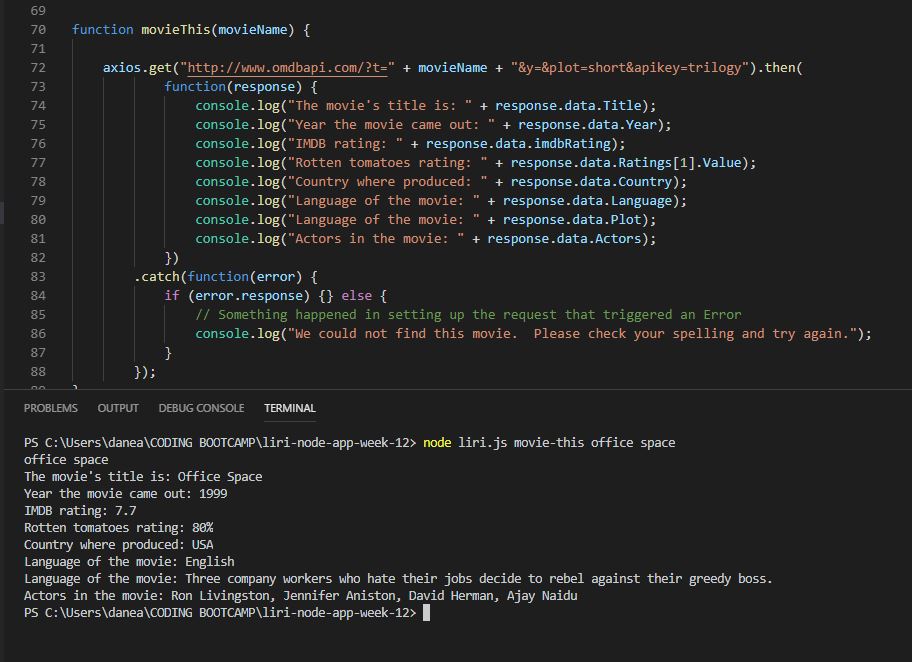 69
70 function movieThis(movieName) {
71
72 axios.get("http://www.omdbapi.com/?t=" + movieName + "&y=&plot=short&apikey=trilogy").then(
73 function(response) {
74 console.log("The movie's title is: " + response.data.Title);
75 console.log("Year the movie came out: " + response.data.Year);
76 console.log("IMDB rating: " + response.data.imdbRating);
77 console.log("Rotten tomatoes rating: " + response.data.Ratings[1].Value);
78 console.log("Country where produced: " + response.data.Country);
79 console.log("Language of the movie: " + response.data.Language);
80 console.log("Language of the movie: " + response.data.Plot);
81 console.log("Actors in the movie: " + response.data.Actors);
82 })
83 .catch(function(error) {
84 if (error.response) {} else {
85 // Something happened in setting up the request that triggered an Error
86 console.log("We could not find this movie.  Please check your spelling and try again.");
87 }
88 });
PROBLEMS OUTPUT DEBUG CONSOLE TERMINAL
PS C:\Users\danea\CODING BOOTCAMP\liri-node-app-week-12> node liri.js movie-this office space
office space
The movie's title is: Office Space
Year the movie came out: 1999
IMDB rating: 7.7
Rotten tomatoes rating: 80%
Country where produced: USA
Language of the movie: English
Language of the movie: Three company workers who hate their jobs decide to rebel against their greedy boss.
Actors in the movie: Ron Livingston, Jennifer Aniston, David Herman, Ajay Naidu
PS C:\Users\danea\CODING BOOTCAMP\liri-node-app-week-12>